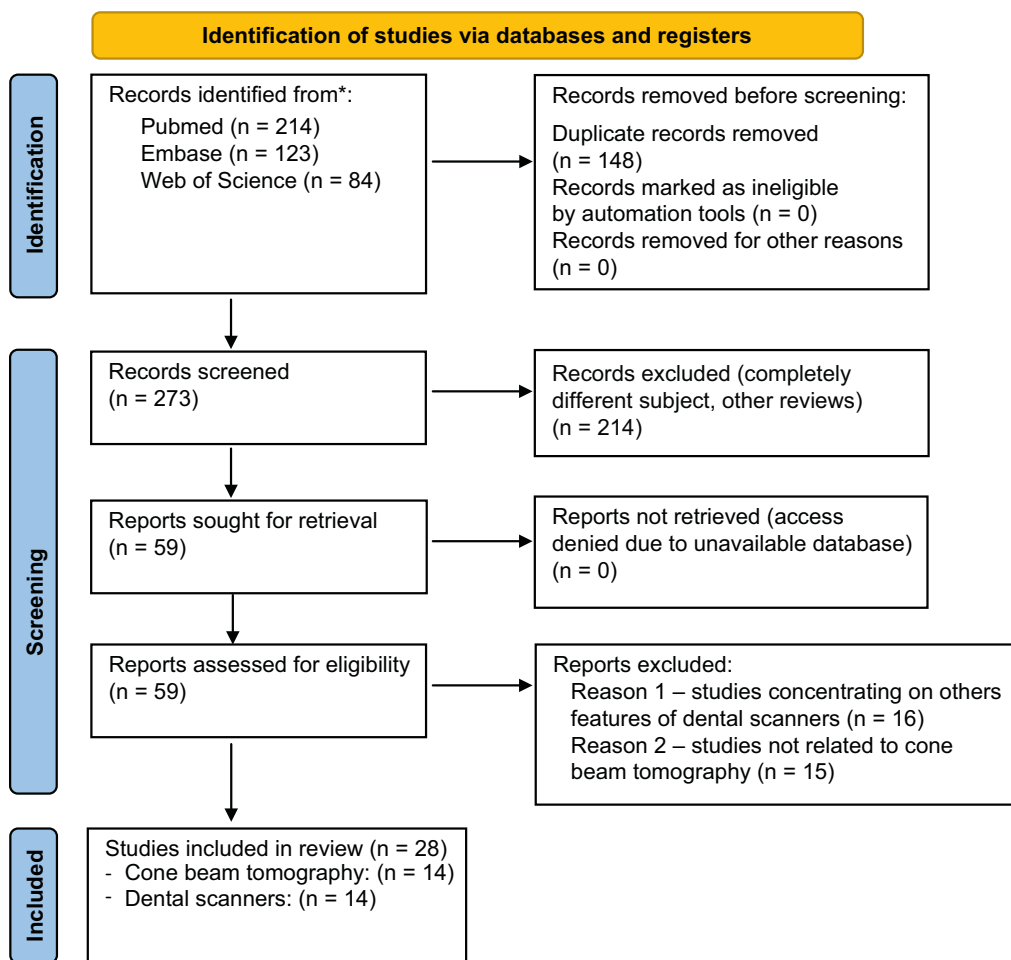 Identification of studies via databases and registers
Identification
Records identified from*:
Pubmed (n = 214)
Embase (n = 123)
Web of Science (n = 84)
Records removed before screening:
Duplicate records removed
(n = 148)
Records marked as ineligible
by automation tools (n = 0)
Records removed for other reasons
(n = 0)
Screening
Records screened
(n = 273)
Records excluded (completely
different subject, other reviews)
(n = 214)
Reports sought for retrieval
(n = 59)
Reports not retrieved (access
denied due to unavailable database)
(n = 0)
Reports assessed for eligibility
(n = 59)
Reports excluded:
Reason 1 – studies concentrating on others
features of dental scanners (n = 16)
Reason 2 – studies not related to cone
beam tomography (n = 15)
Included
Studies included in review (n = 28)
- Cone beam tomography: (n = 14)
- Dental scanners: (n = 14)